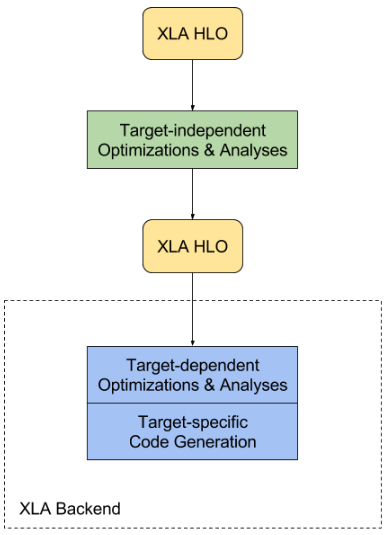 XLA HLO
Target-independent
Optimizations & Analyses
XLA HLO
Target-dependent
Optimizations & Analyses
Target-specific
Code Generation
XLA Backend